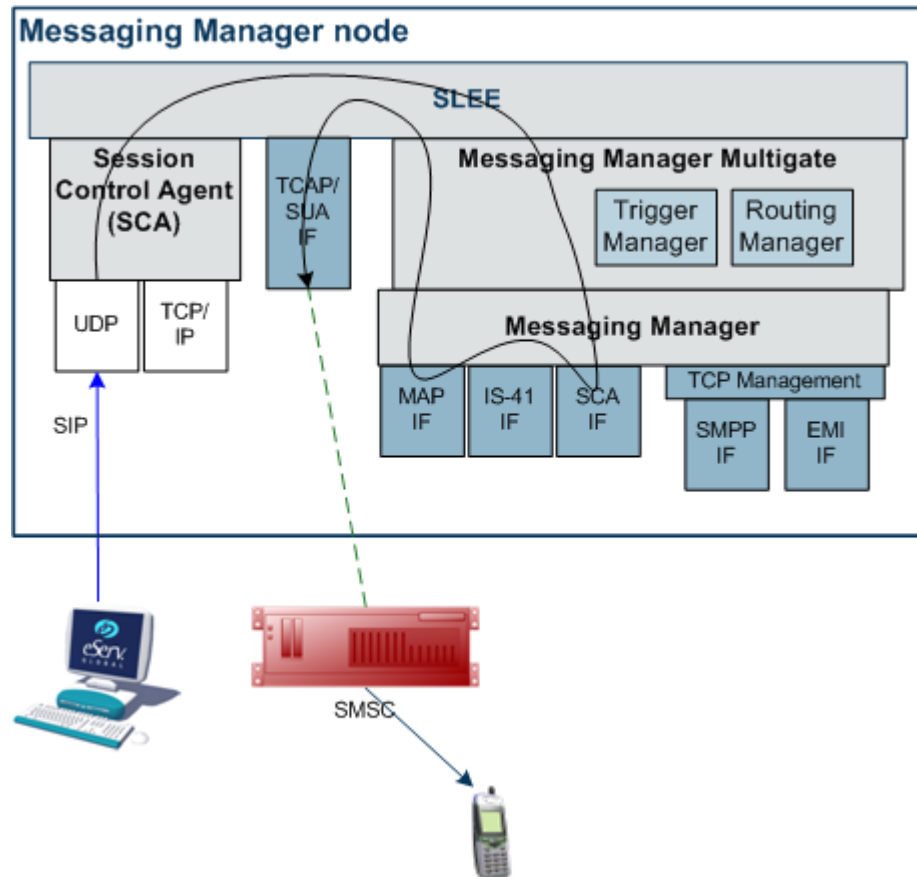 Messaging Manager node
SLEE
Session
Control Agent
(SCA)
TCAP/
SUA
IF
Messaging Manager Multigate
Trigger
Manager
Routing
Manager
UDP
TCP/
IP
Messaging Manager
MAP
IF
IS-41
IF
SCA
IF
TCP Management
SMPP
IF
EMI
IF
SIP
eServ
GLOBAL
SMSC